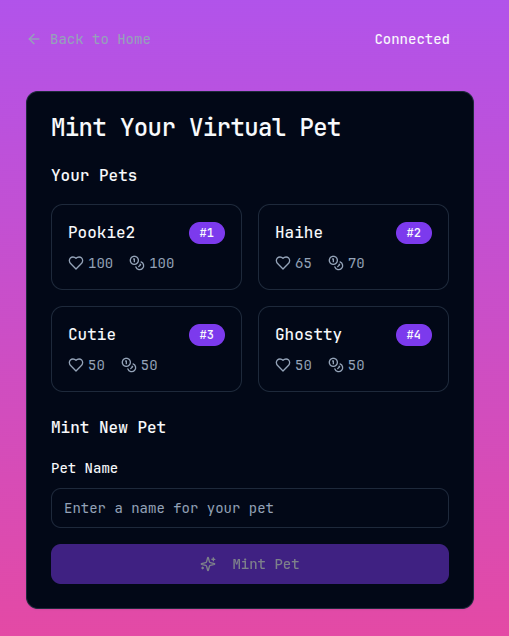 Back to Home
Connected
Mint Your Virtual Pet
Your Pets
Pookie2 #1
100 100
Haihe #2
65 70
Cutie #3
50 50
Ghostty #4
50 50
Mint New Pet
Pet Name
Enter a name for your pet
Mint Pet